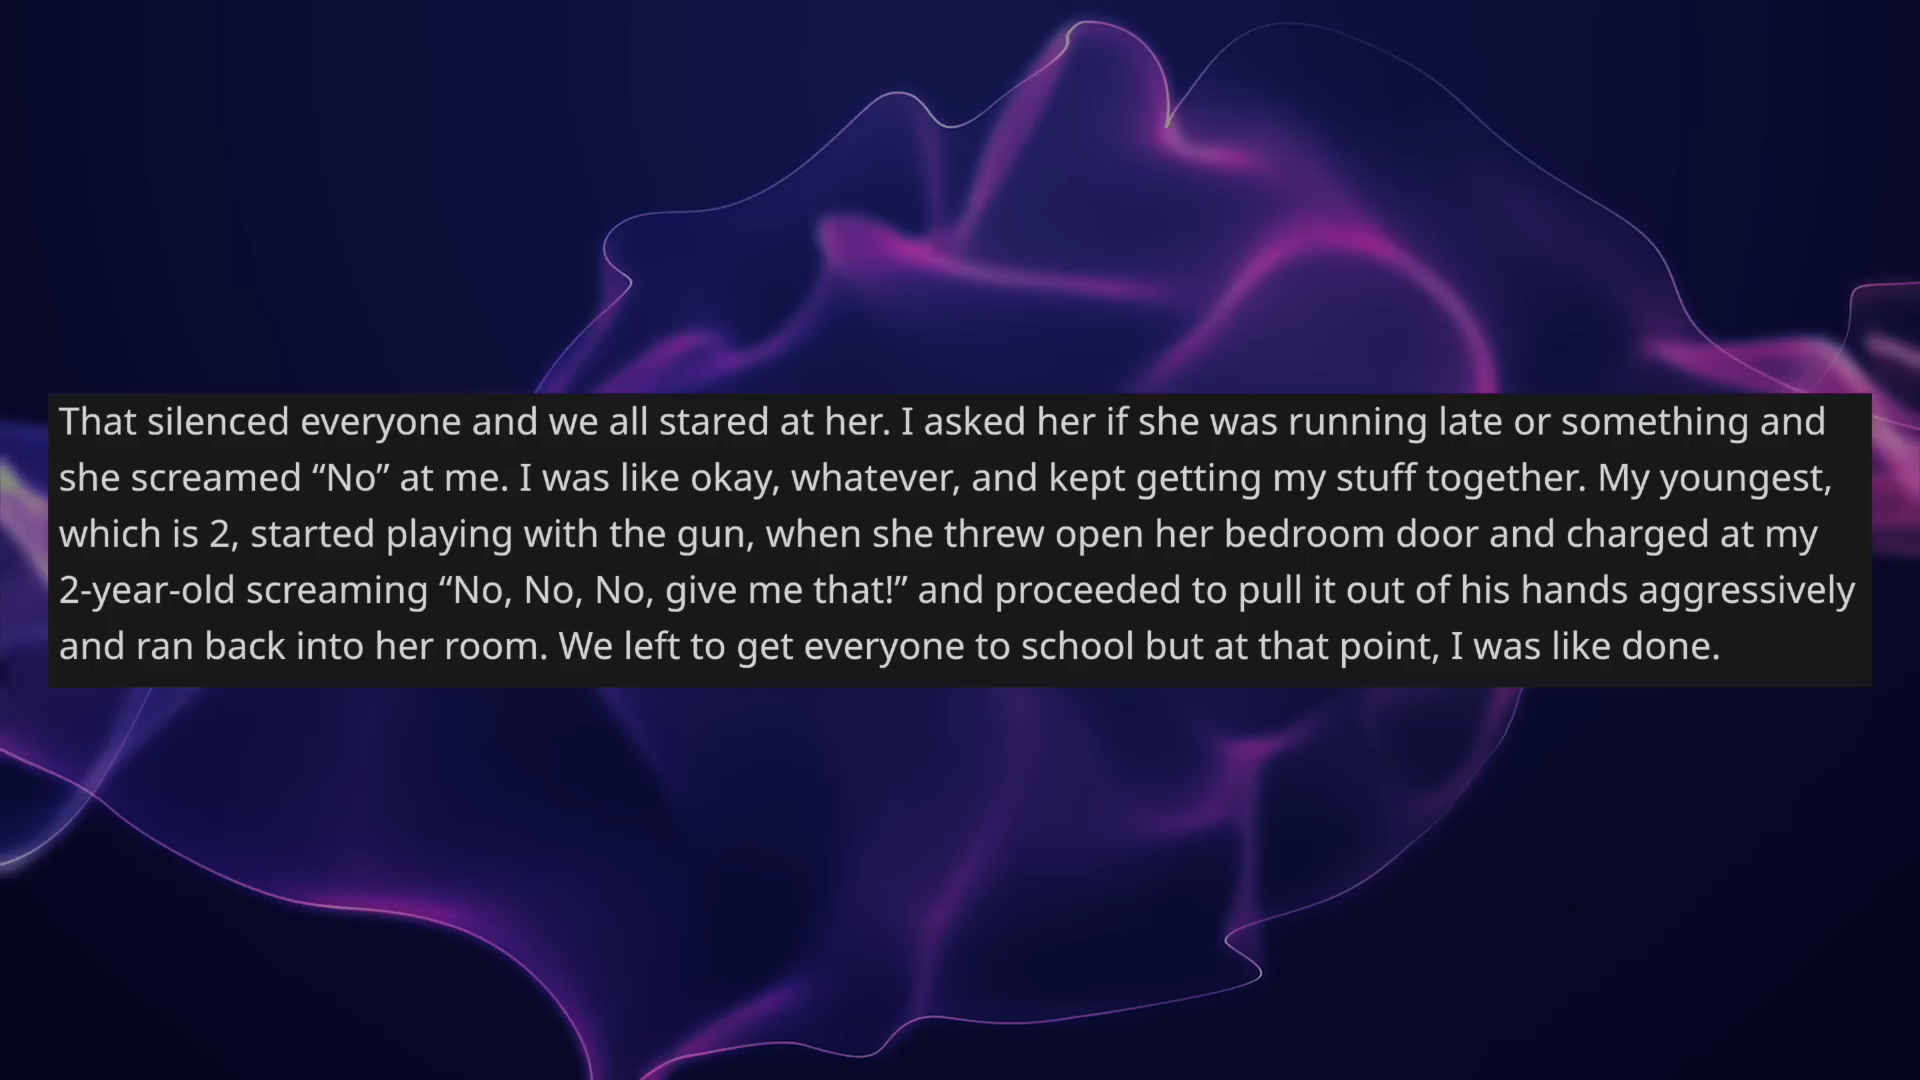 That silenced everyone and we all stared at her. I asked her if she was running late or something and
she screamed “No” at me. I was like okay, whatever, and kept getting my stuff together. My youngest,
which is 2, started playing with the gun, when she threw open her bedroom door and charged at my
2-year-old screaming “No, No, No, give me that!” and proceeded to pull it out of his hands aggressively
and ran back into her room. We left to get everyone to school but at that point, I was like done.